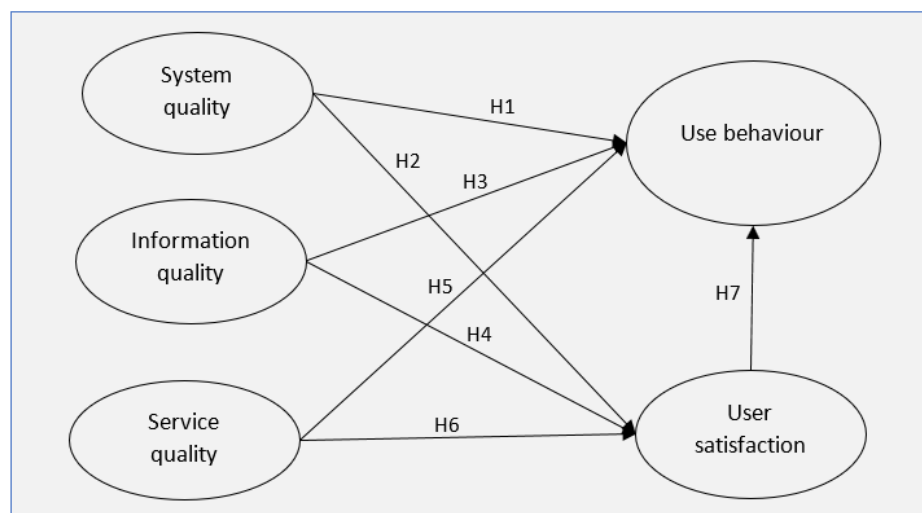 System
quality
H1
Use behaviour
H2
H3
Information
quality
H5
H7
H4
Service
quality
H6
User
satisfaction